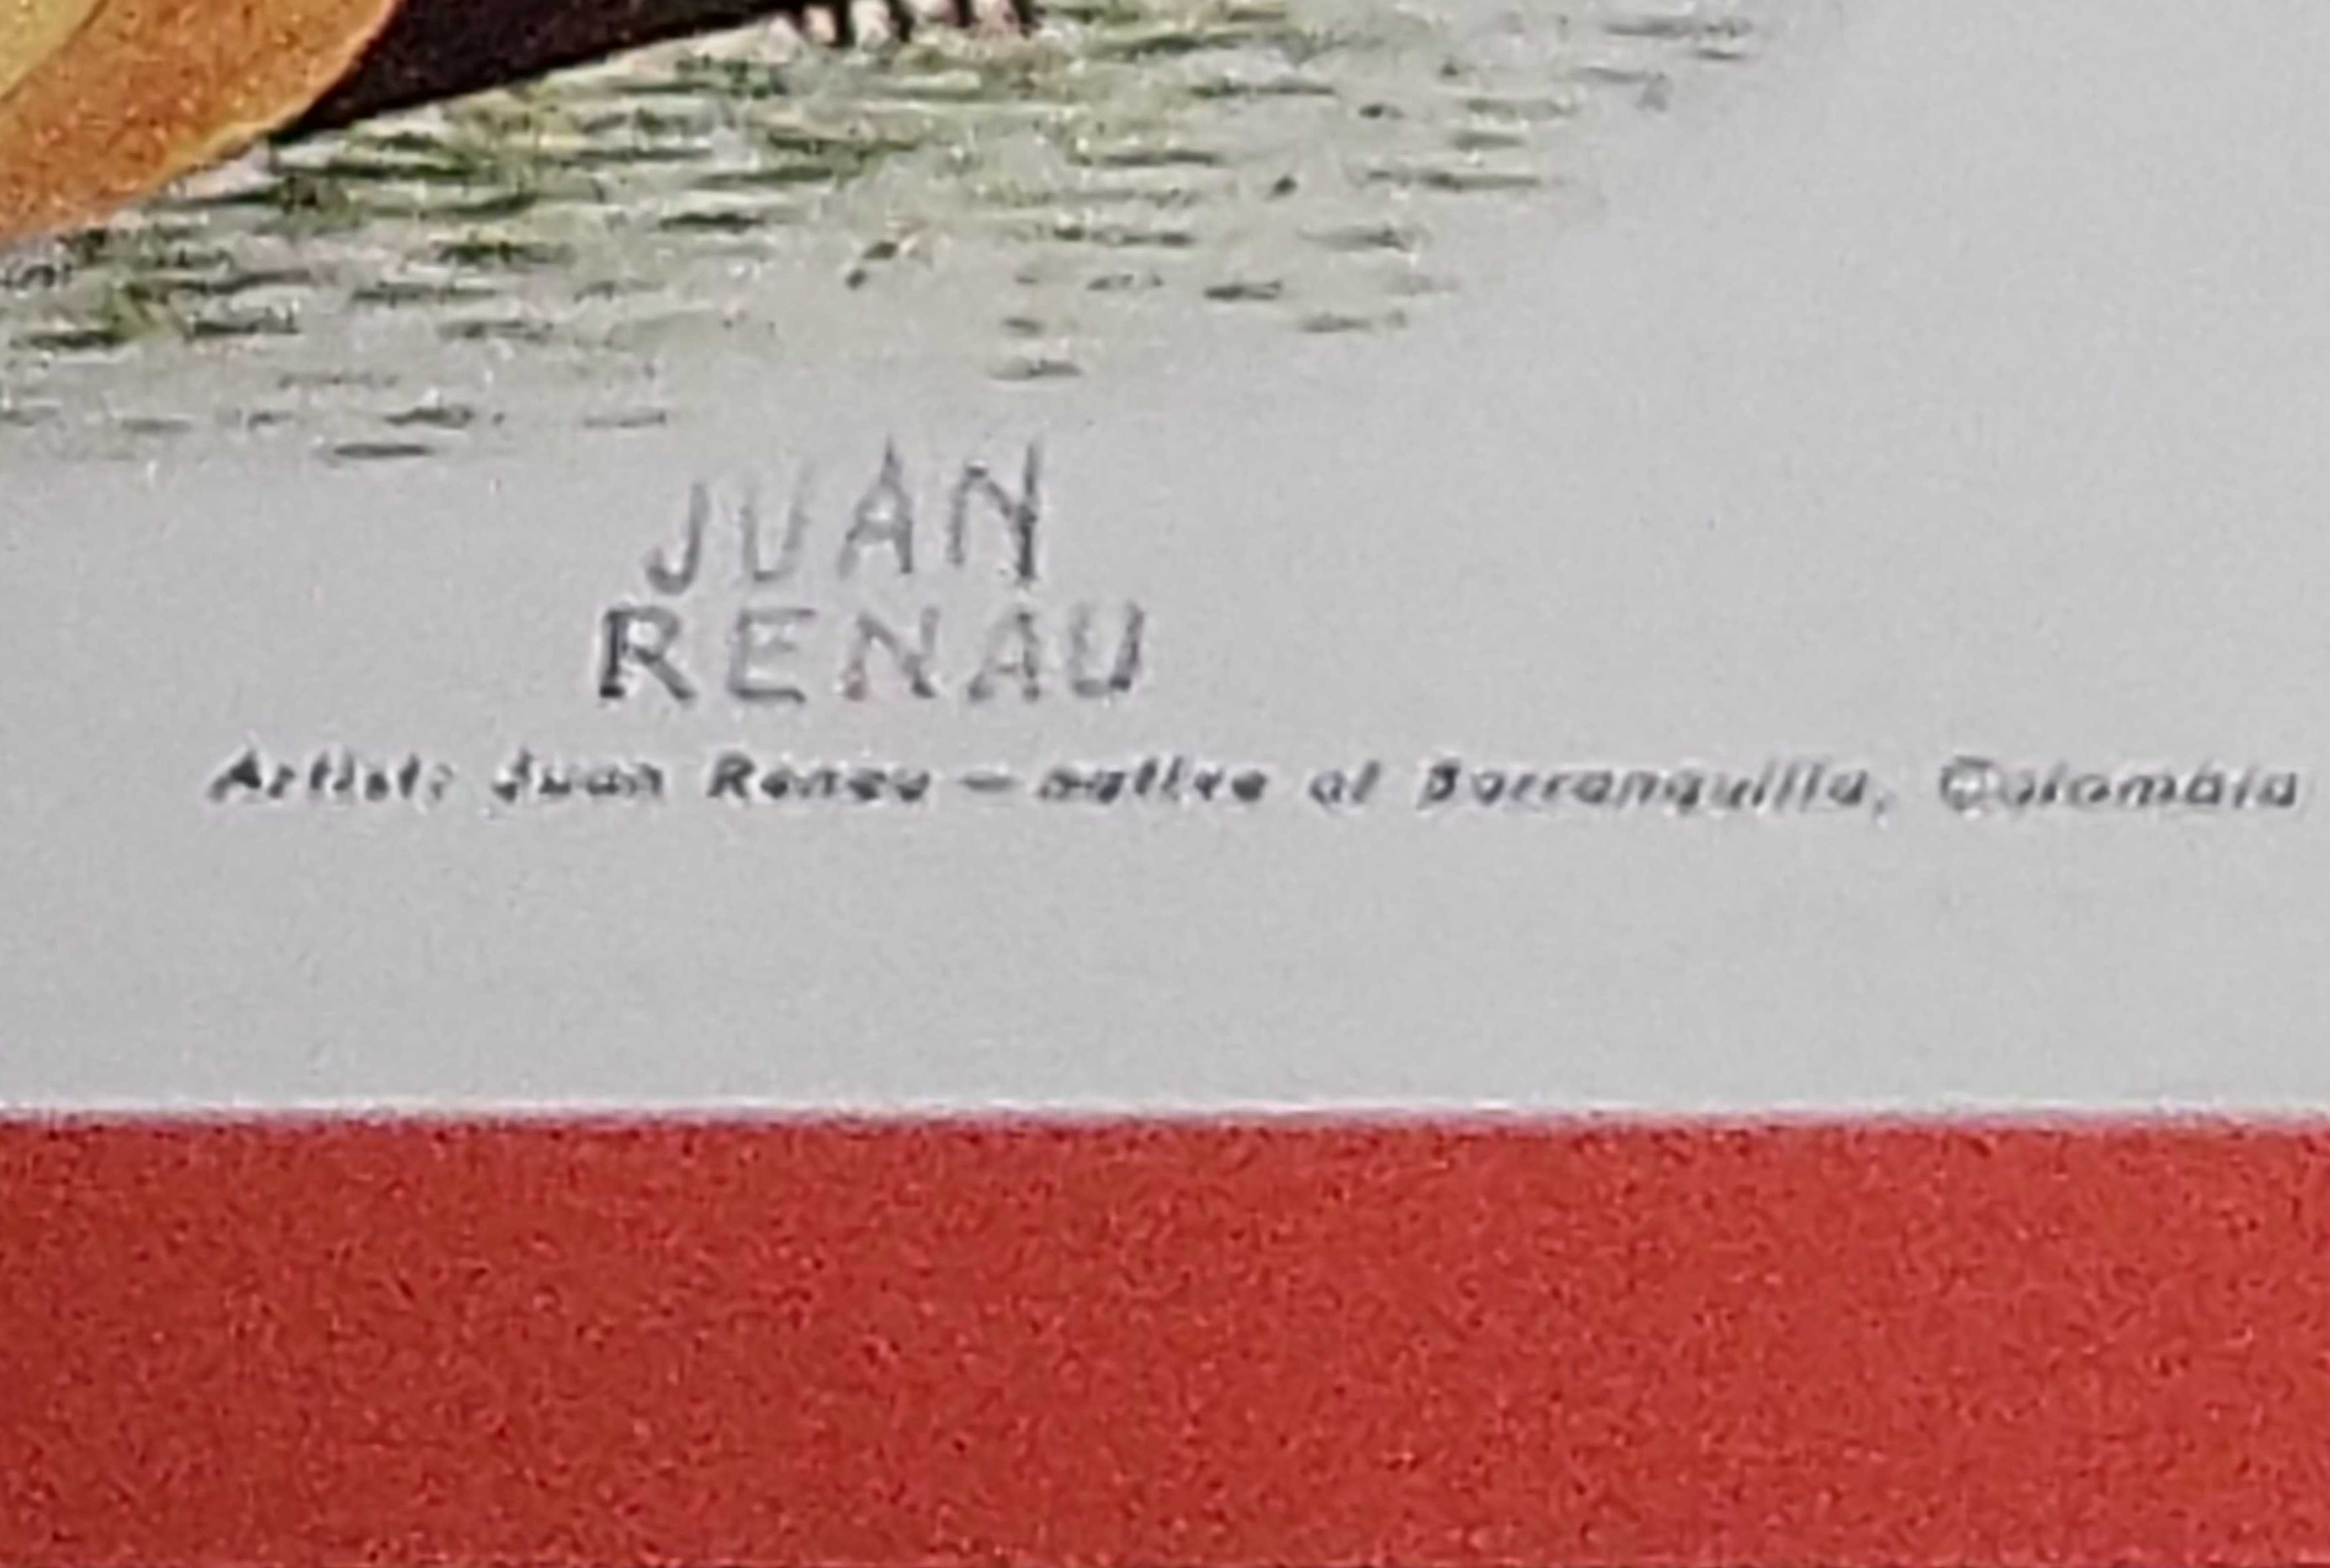 JUAN
RENAU
Artist: Juan Renau — native of Barranquilla, Colombia